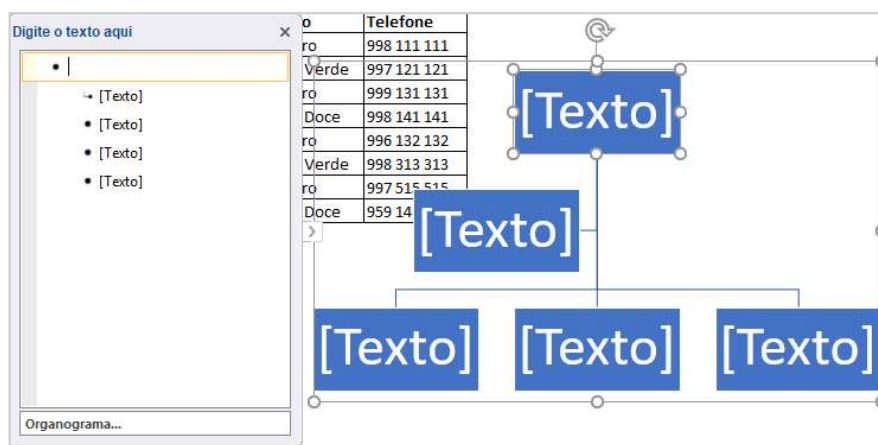 Digite o texto aqui
[Texto]
[Texto]
[Texto]
[Texto]
Organograma...
o Telefone
ro 998 111 111
Verde 997 121 121
ro 999 131 131
Doce 998 141 141
ro 996 132 132
Verde 998 313 313
ro 997 515 515
Doce 959 14
[Texto]
[Texto]
[Texto] [Texto] [Texto]